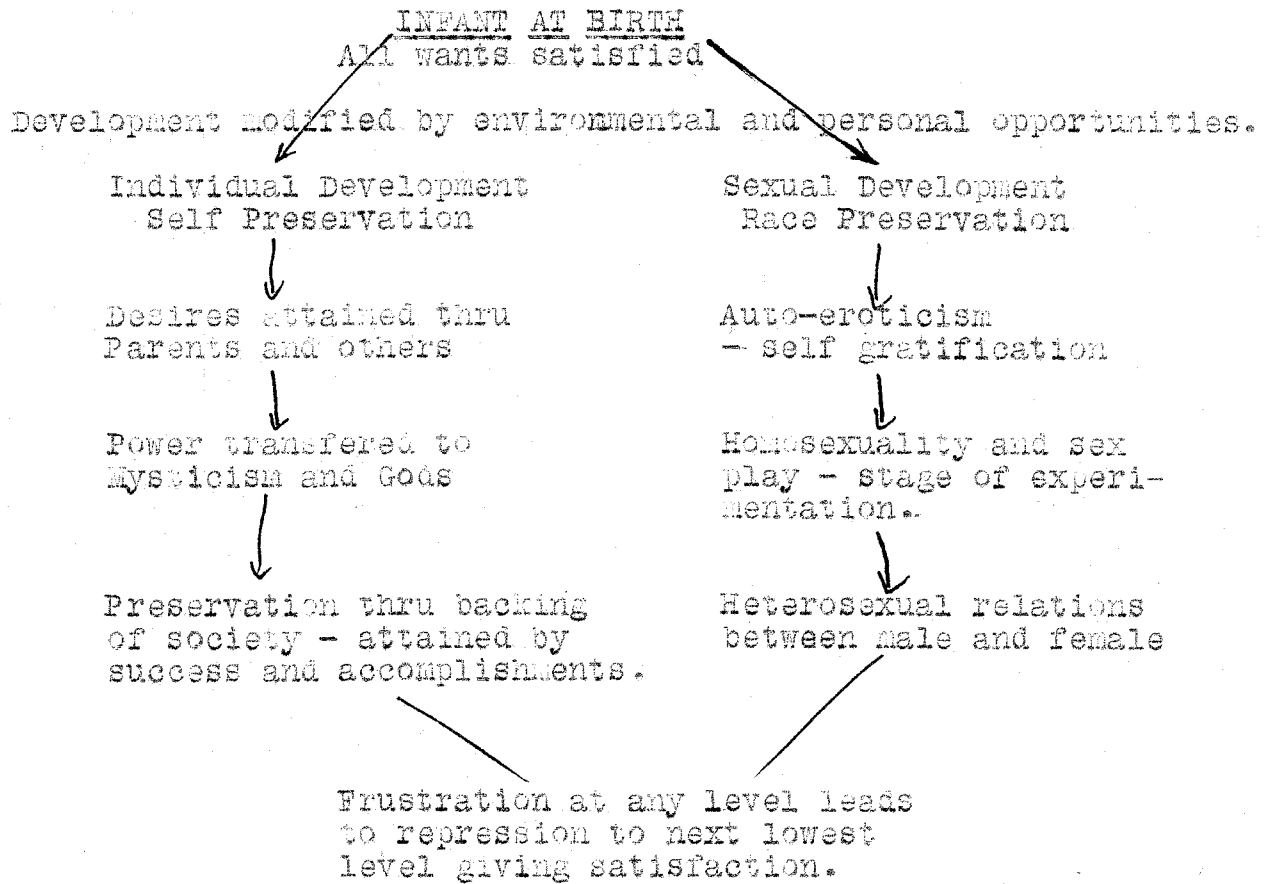 INFANT AT BIRTH
All wants satisfied
Development modified by environmental and personal opportunities.
Individual Development
Self Preservation
Desires attained thru
Parents and others
Power transfered to
Mysticism and Gods
Preservation thru backing
of society - attained by
success and accomplishments.
Sexual Development
Race Preservation
Auto-eroticism
- self gratification
Homosexuality and sex
play - stage of experi-
mentation.
Heterosexual relations
between male and female
Frustration at any level leads
to repression to next lowest
level giving satisfaction.